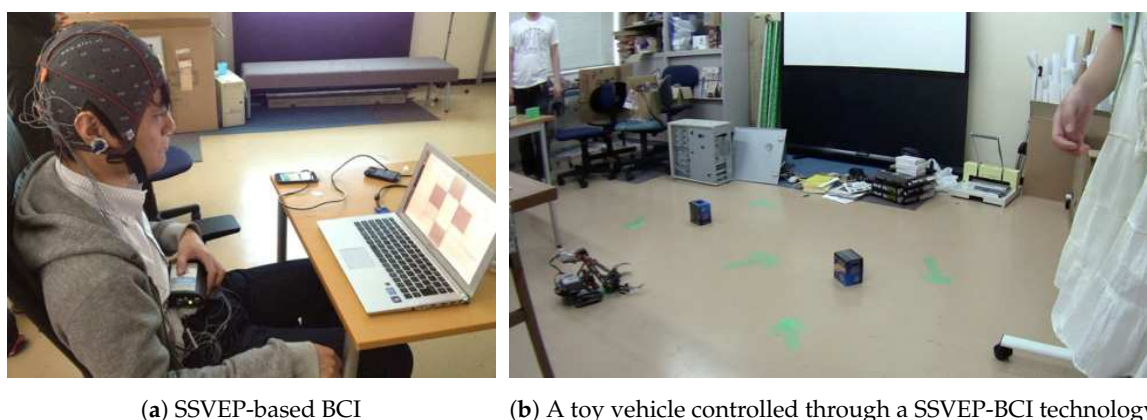 (a) SSVEP-based BCI
(b) A toy vehicle controlled through a SSVEP-BCI technology